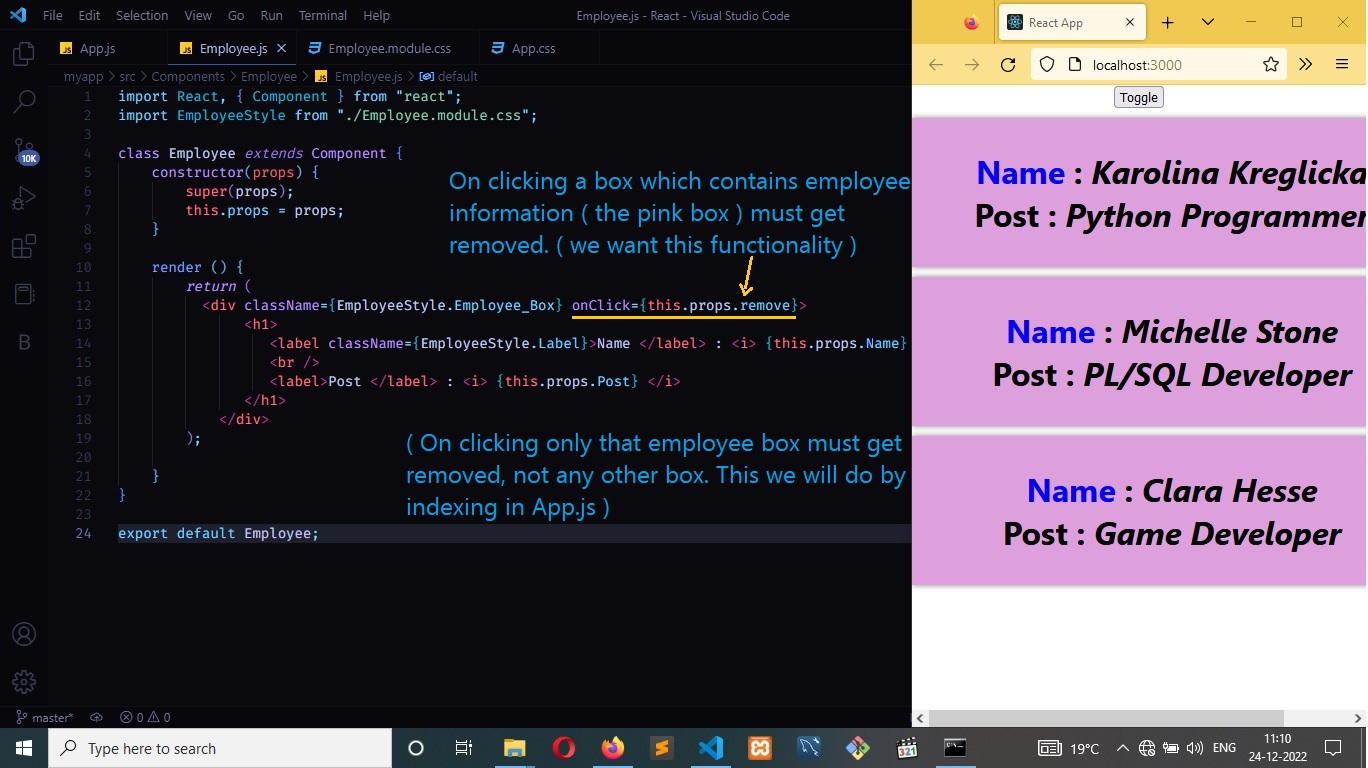 File Edit Selection View Go Run Terminal Help Employee.js - React - Visual Studio Code
App.js Employee.js Employee.module.css App.css
myapp > src > Components > Employee > Employee.js > default
1 import React, { Component } from "react";
2 import EmployeeStyle from "./Employee.module.css";
3
4 class Employee extends Component {
5 constructor(props) {
6 super(props);
7 this.props = props;
8 }
9
10 render () {
11 return (
12 <div className={EmployeeStyle.Employee_Box} onClick={this.props.remove}>
13 <h1>
14 <label className={EmployeeStyle.Label}>Name </label> : <i> {this.props.Name}
15 <br />
16 <label>Post </label> : <i> {this.props.Post} </i>
17 </h1>
18 </div>
19 );
20
21 }
22 }
23
24 export default Employee;
On clicking a box which contains employee
information ( the pink box ) must get
removed. ( we want this functionality )
( On clicking only that employee box must get
removed, not any other box. This we will do by
indexing in App.js )
10K
B
master* 0 0
React App
localhost:3000
Toggle
Name : Karolina Kreglicka
Post : Python Programmer
Name : Michelle Stone
Post : PL/SQL Developer
Name : Clara Hesse
Post : Game Developer
Type here to search
321
19°C ENG 11:10
24-12-2022